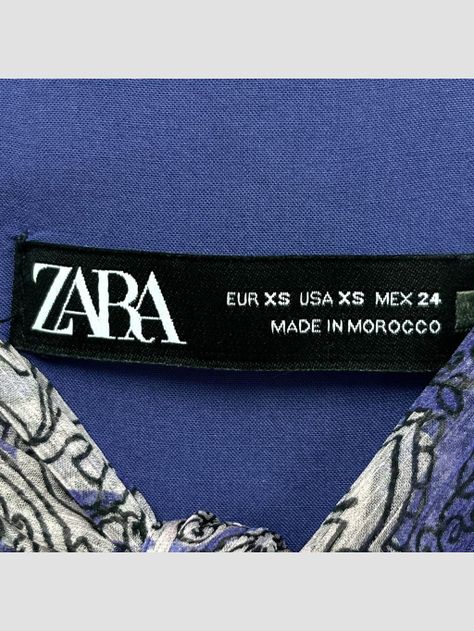 ZARA
EUR XS USA XS MEX 24
MADE IN MOROCCO